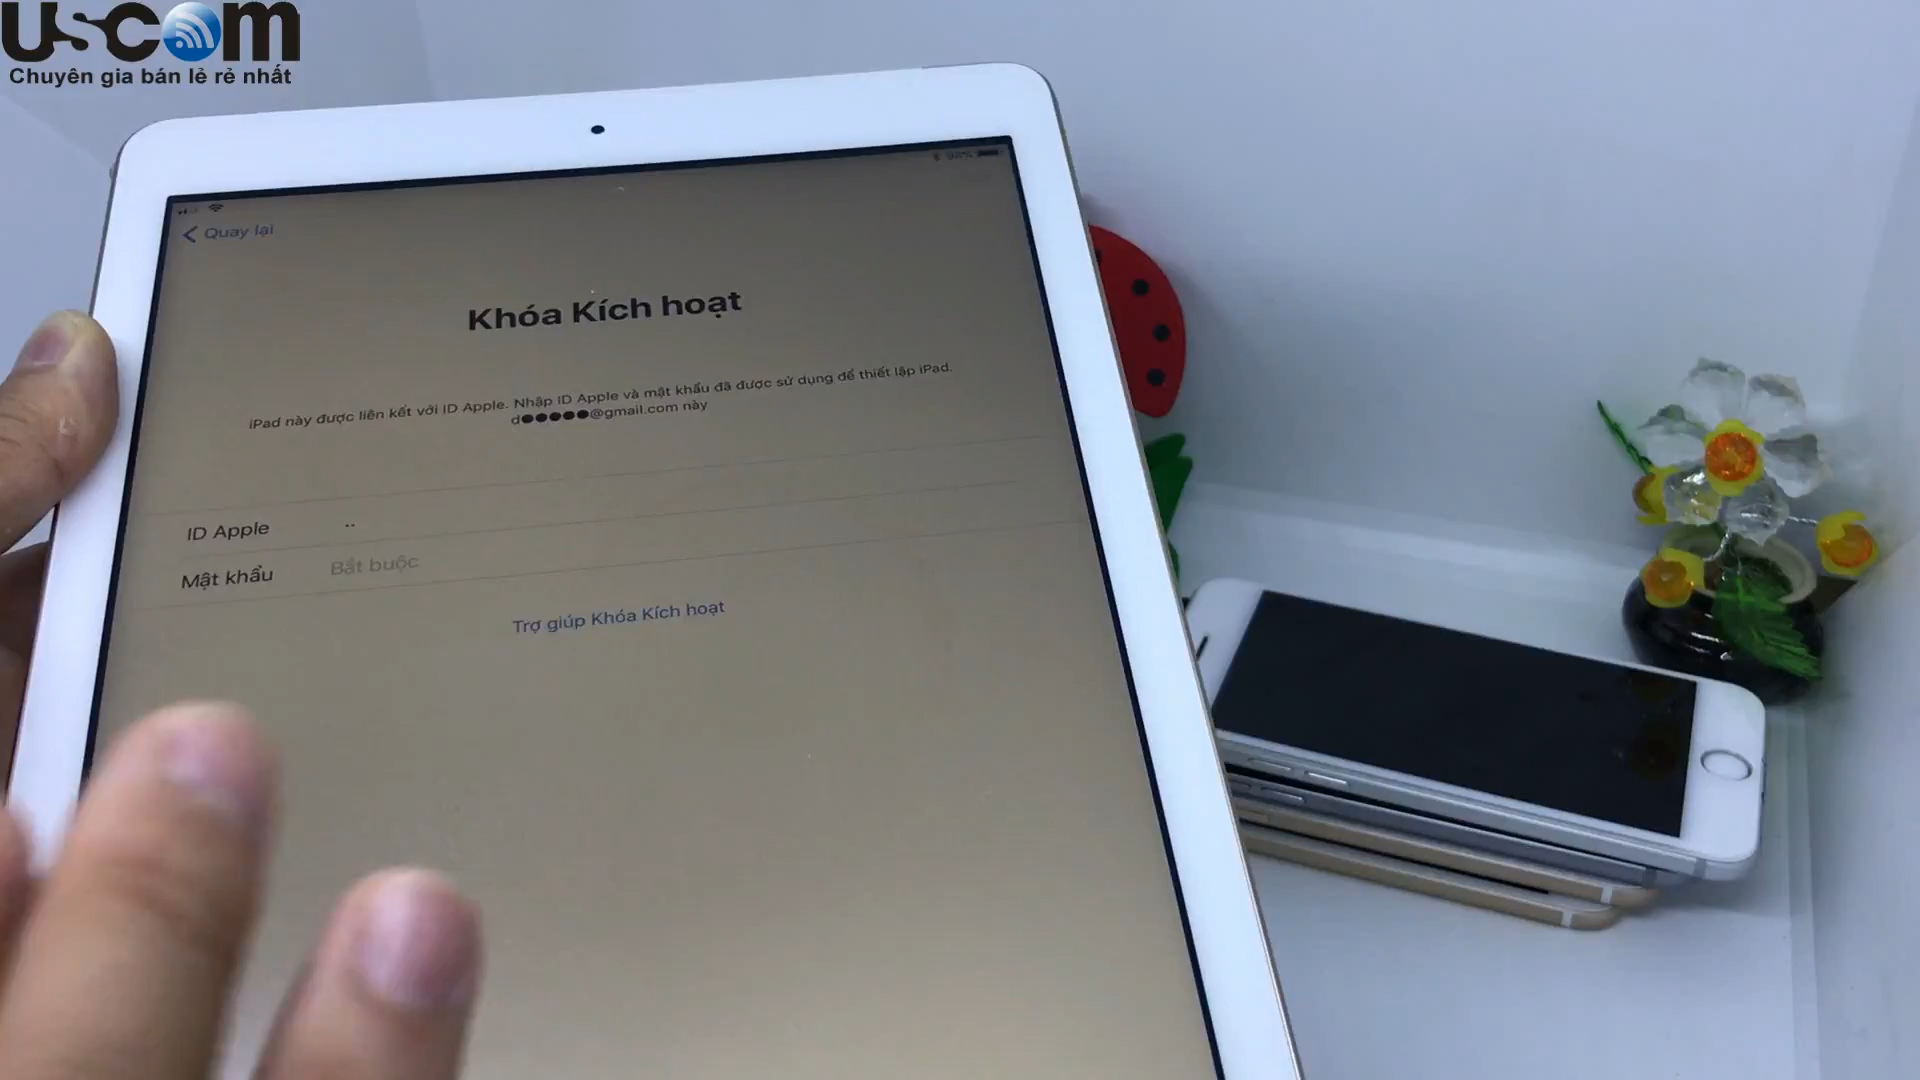 uscom
Chuyên gia bán lẻ rẻ nhất
98%
Quay lại
Khóa Kích hoạt
iPad này được liên kết với ID Apple. Nhập ID Apple và mật khẩu đã được sử dụng để thiết lập iPad.
d●●●●●@gmail.com này
ID Apple ..
Mật khẩu Bắt buộc
Trợ giúp Khóa Kích hoạt